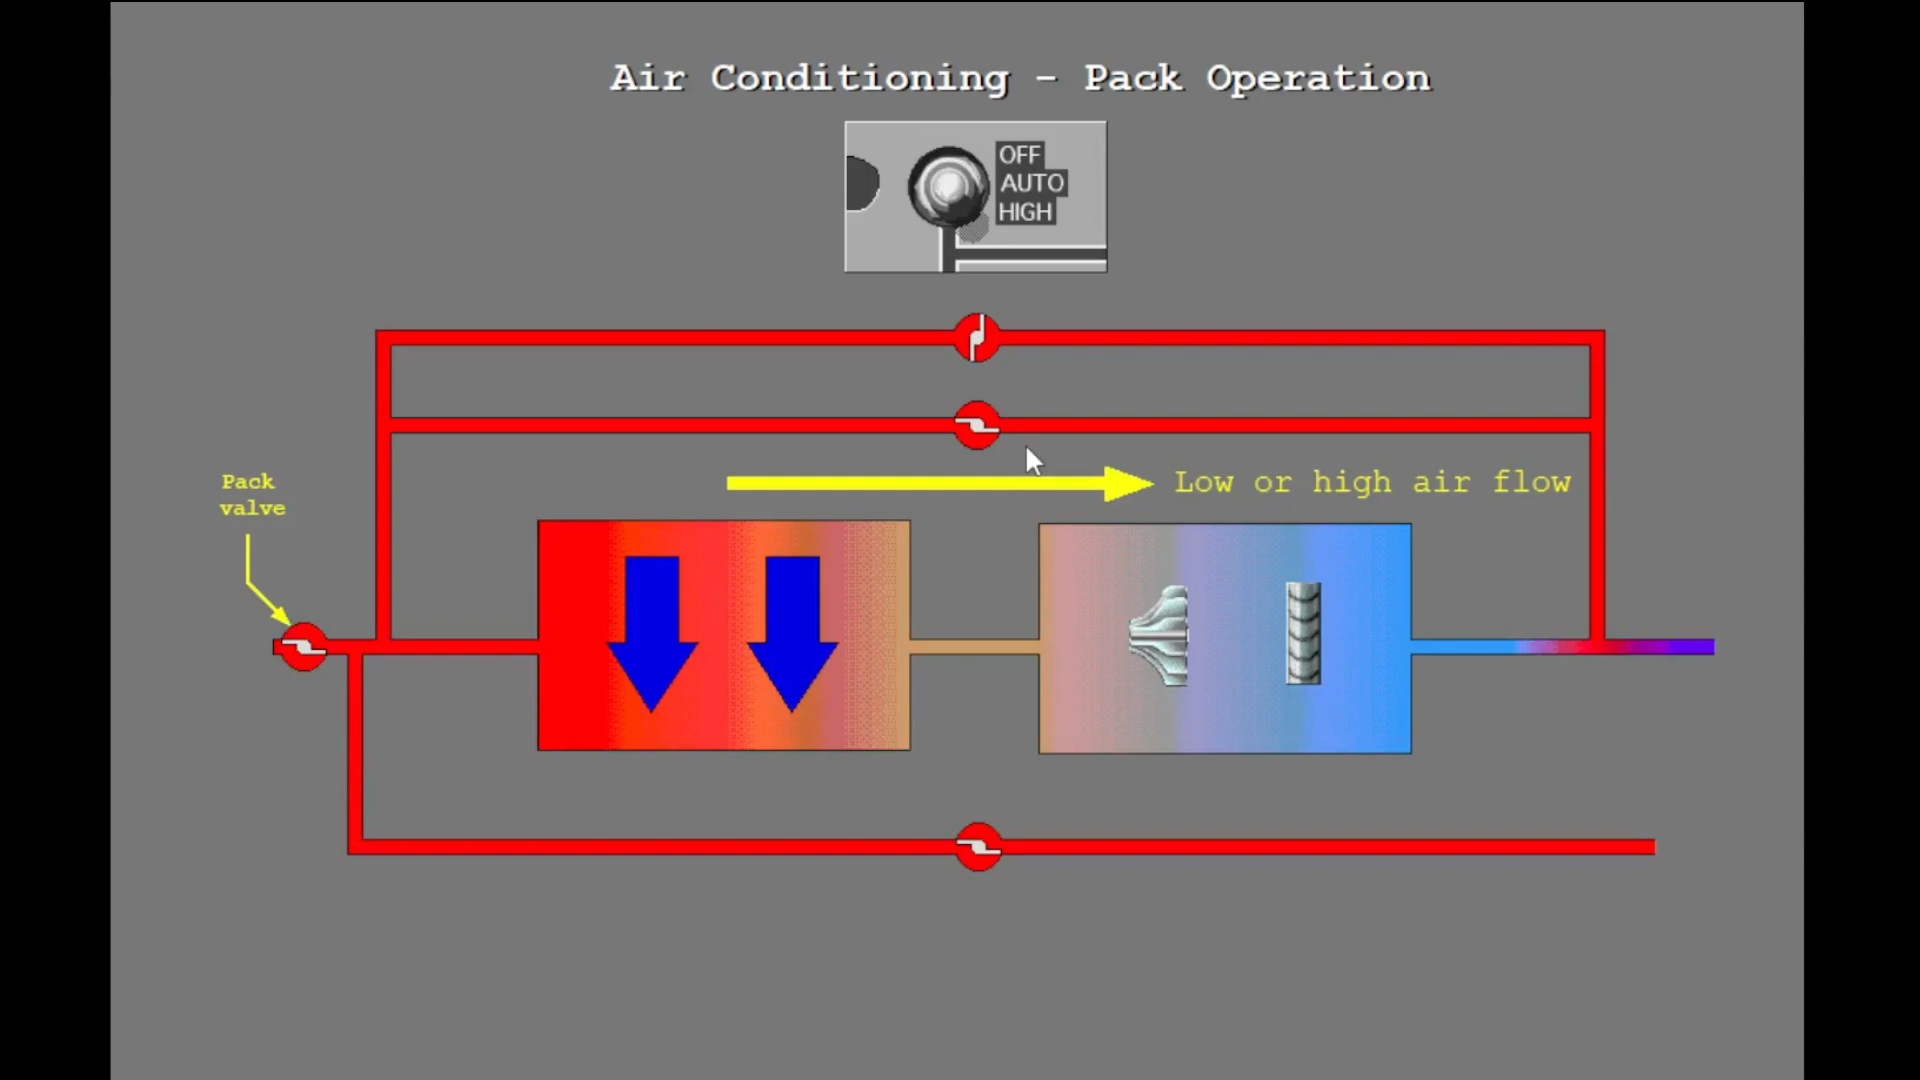 Air Conditioning - Pack Operation
OFF
AUTO
HIGH
Low or high air flow
Pack
valve